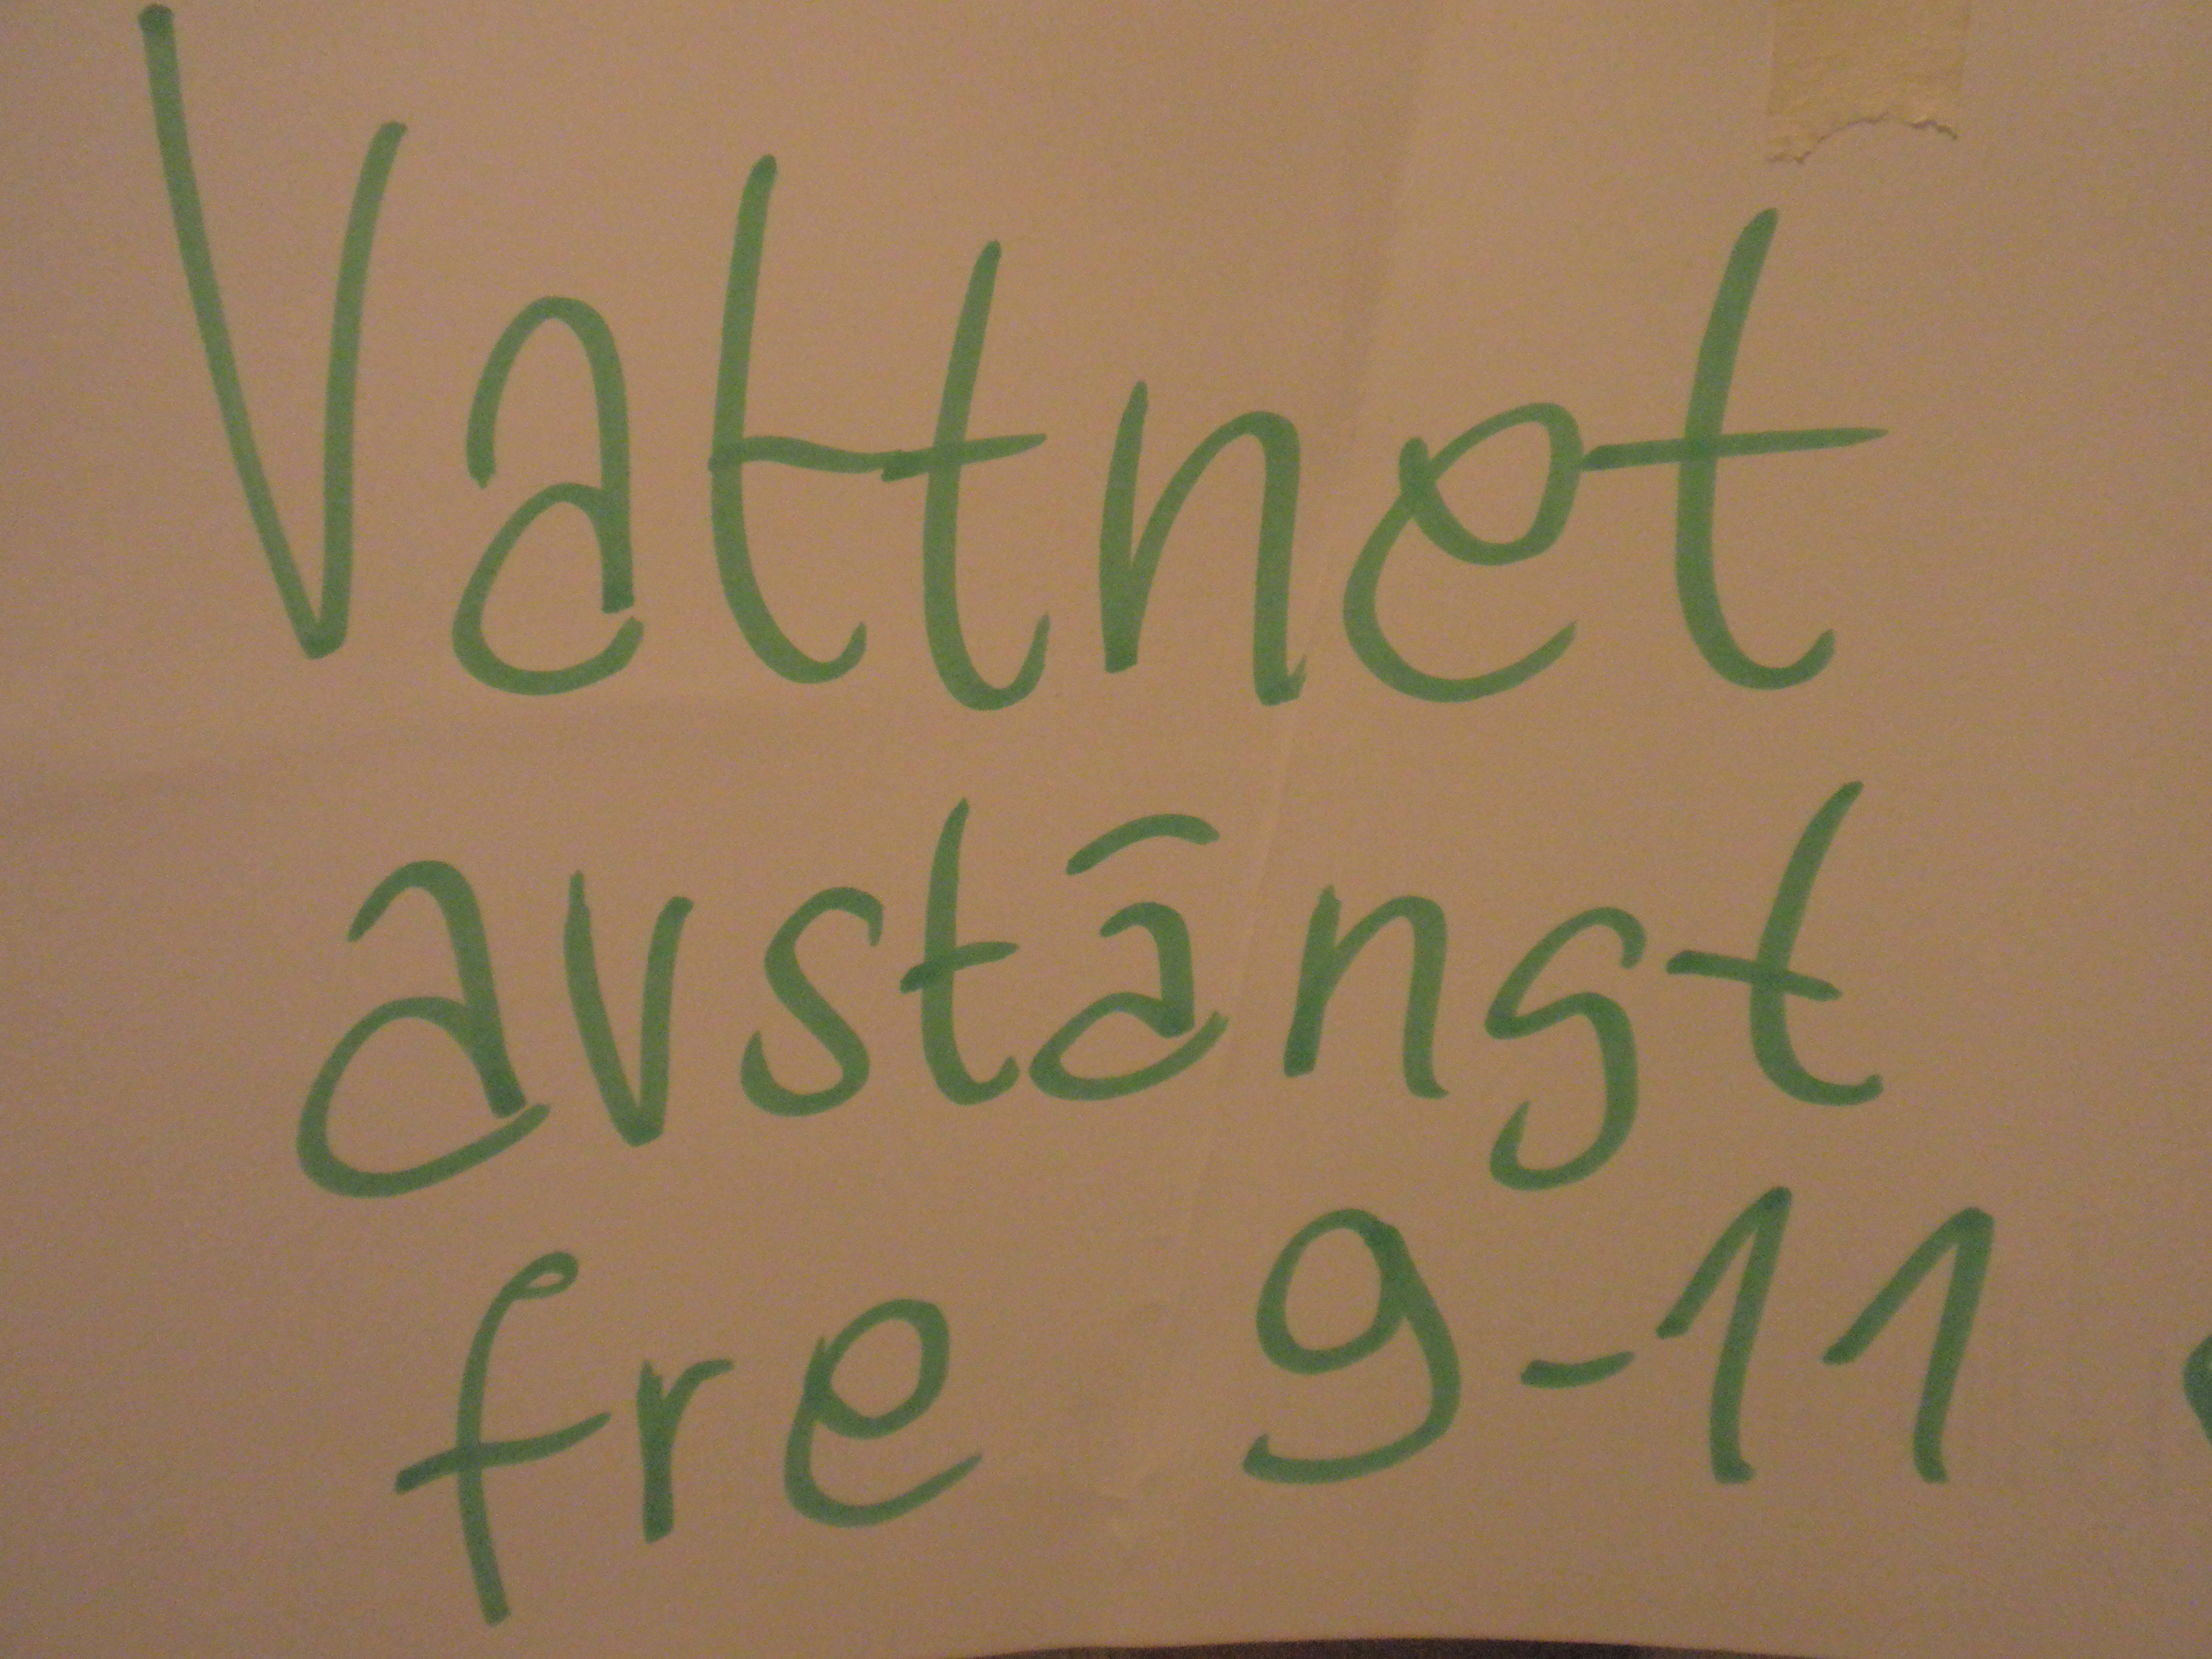 Vattnet
avstängt
fre 9-11